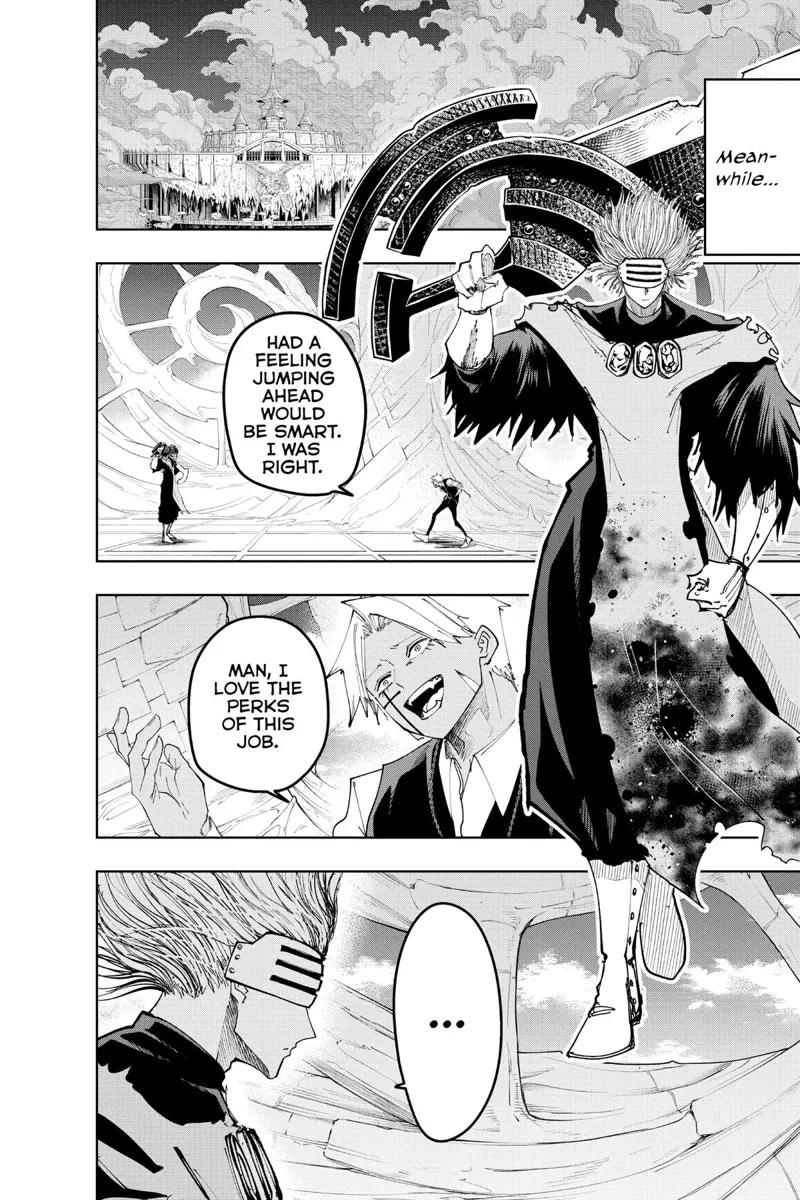 Mean-
while...
HAD A
FEELING
JUMPING
AHEAD
WOULD
BE SMART.
I WAS
RIGHT.
MAN, I
LOVE THE
PERKS
OF THIS
JOB.
...